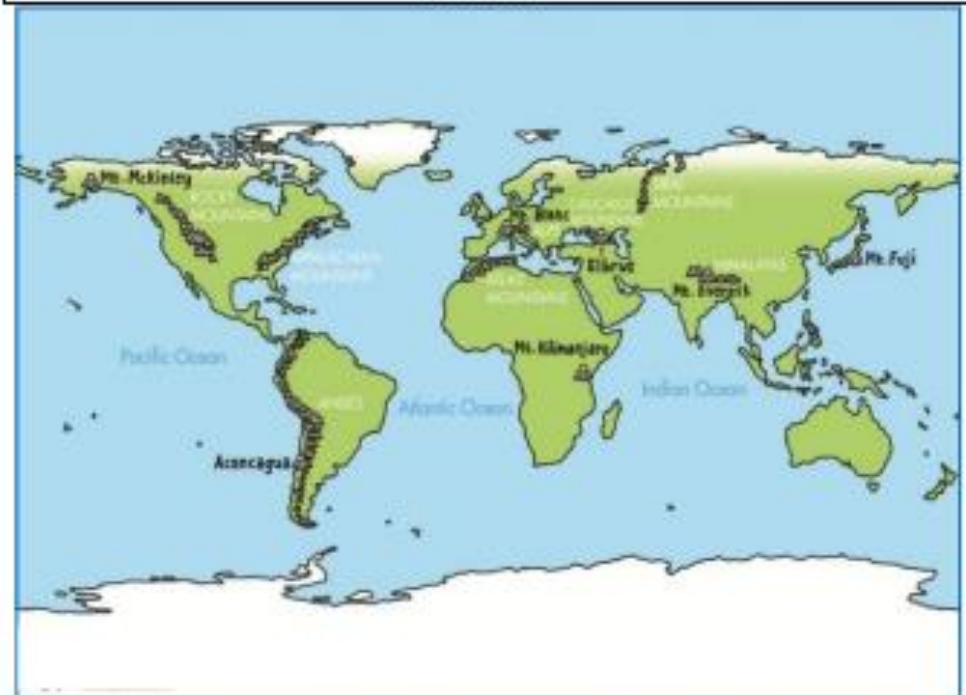 Mt. McKinley
ROCKY
MOUNTAINS
APPALACHIAN
MOUNTAINS
Mt. Blanc
CAUCASUS
URAL
MOUNTAINS
Elbrus
ATLAS
MOUNTAINS
HIMALAYAS
Mt. Everest
Mt. Fuji
Mt. Kilimanjaro
Pacific Ocean
Atlantic Ocean
Indian Ocean
ANDES
Aconcagua